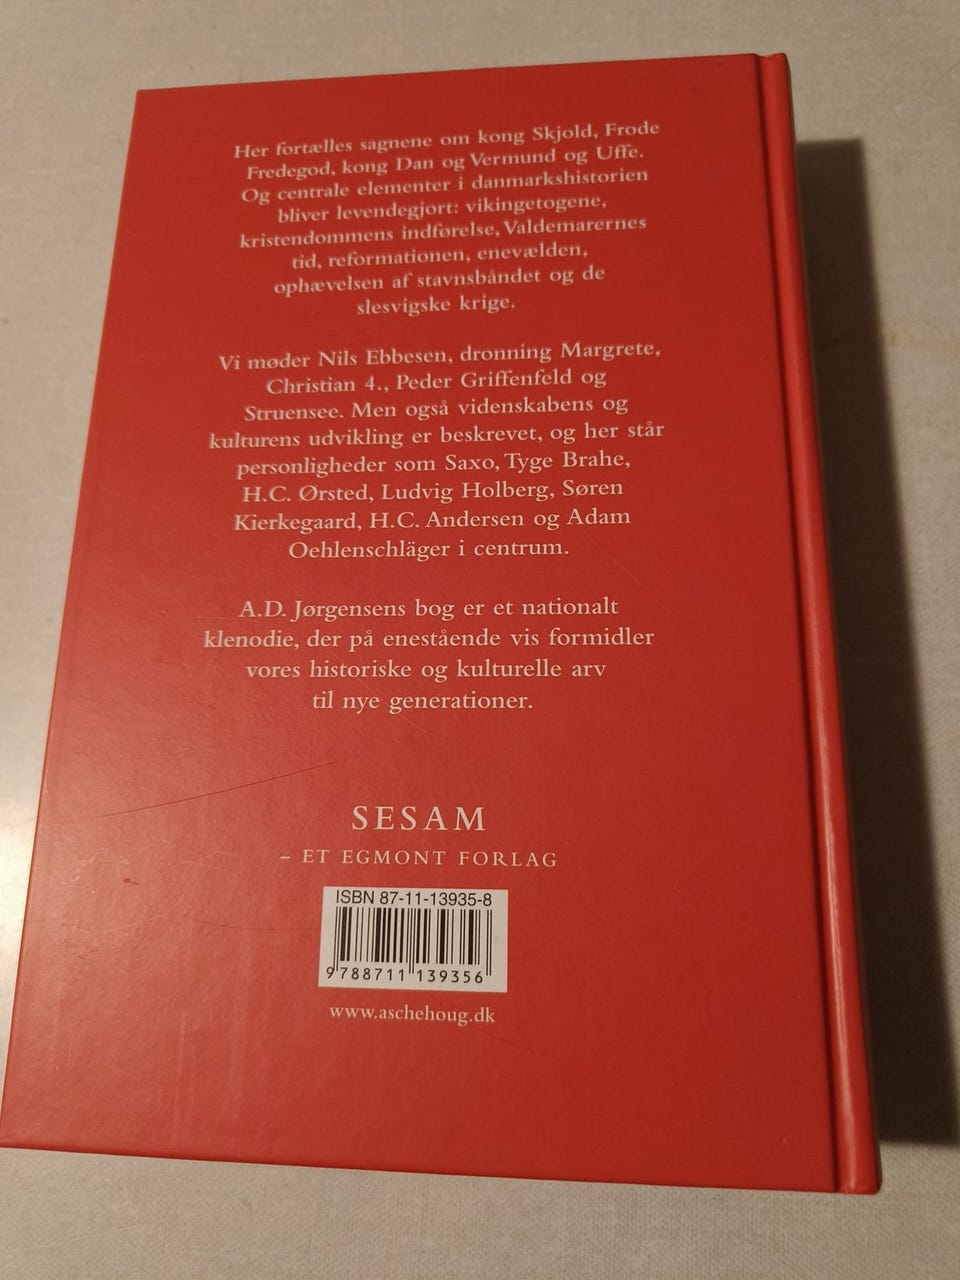 Her fortælles sagnene om kong Skjold, Frode
Fredegod, kong Dan og Vermund og Uffe.
Og centrale elementer i danmarkshistorien
bliver levendegjort: vikingetogene,
kristendommens indførelse, Valdemarernes
tid, reformationen, enevælden,
ophævelsen af stavnsbåndet og de
slesvigske krige.
Vi møder Nils Ebbesen, dronning Margrete,
Christian 4., Peder Griffenfeld og
Struensee. Men også videnskabens og
kulturens udvikling er beskrevet, og her står
personligheder som Saxo, Tyge Brahe,
H.C. Ørsted, Ludvig Holberg, Søren
Kierkegaard, H.C. Andersen og Adam
Oehlenschläger i centrum.
A.D. Jørgensens bog er et nationalt
klenodie, der på enestående vis formidler
vores historiske og kulturelle arv
til nye generationer.
SESAM
– ET EGMONT FORLAG
ISBN 87-11-13935-8
9 788711 139356
www.aschehoug.dk